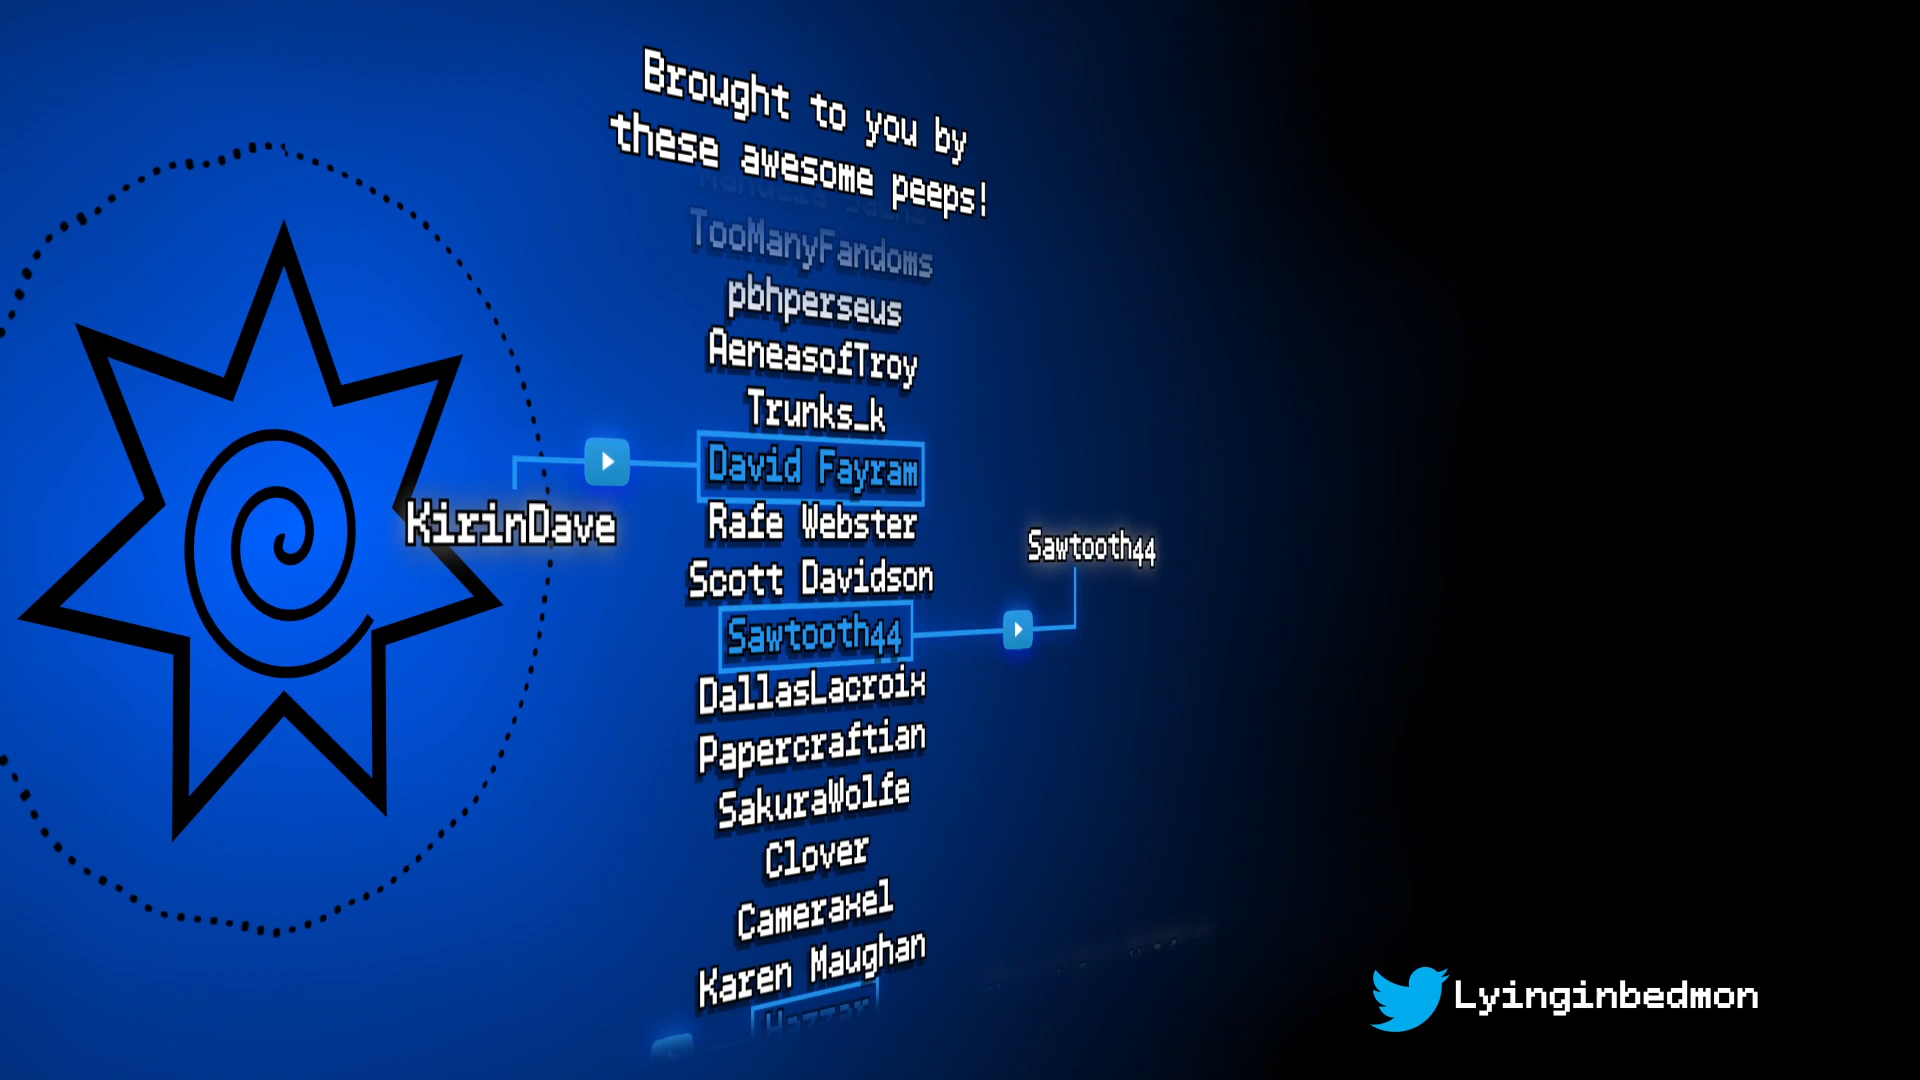 Brought to you by
these awesome peeps!
TooManyFandoms
pbhperseus
AeneasofTroy
Trunks_k
David Fayram
KirinDave
Rafe Webster
Scott Davidson
Sawtooth44
Sawtooth44
DallasLacroix
Papercraftian
SakuraWolfe
Clover
Cameraxel
Karen Maughan
Lyinginbedmon